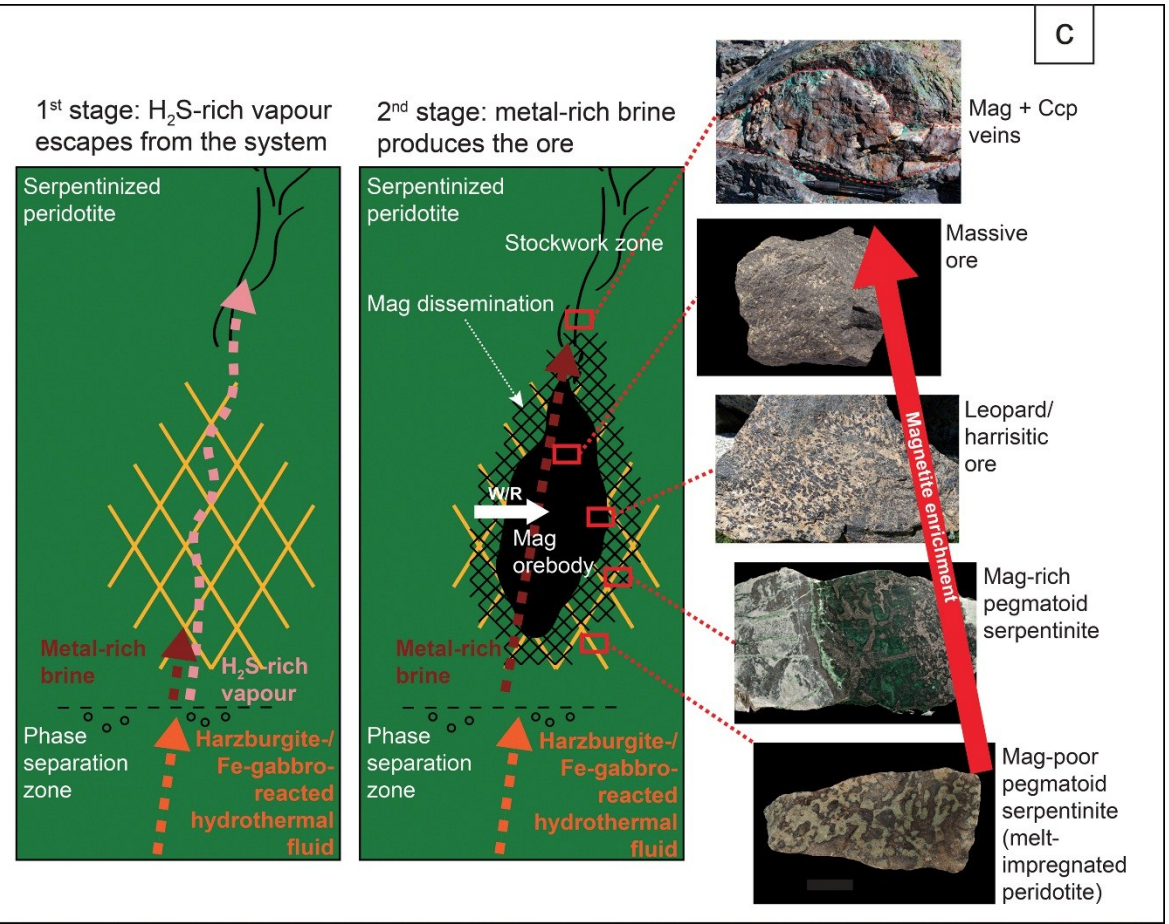 C
1st stage: H2S-rich vapour
escapes from the system
Serpentinized
peridotite
Metal-rich
brine
H2S-rich
vapour
Phase
separation
zone
Harzburgite-/
Fe-gabbro-
reacted
hydrothermal
fluid
2nd stage: metal-rich brine
produces the ore
Serpentinized
peridotite
Stockwork zone
Mag dissemination
W/R
Mag
orebody
Metal-rich
brine
Phase
separation
zone
Harzburgite-/
Fe-gabbro-
reacted
hydrothermal
fluid
Mag + Ccp
veins
Massive
ore
Leopard/
harrisitic
ore
Magnetite enrichment
Mag-rich
pegmatoid
serpentinite
Mag-poor
pegmatoid
serpentinite
(melt-
impregnated
peridotite)